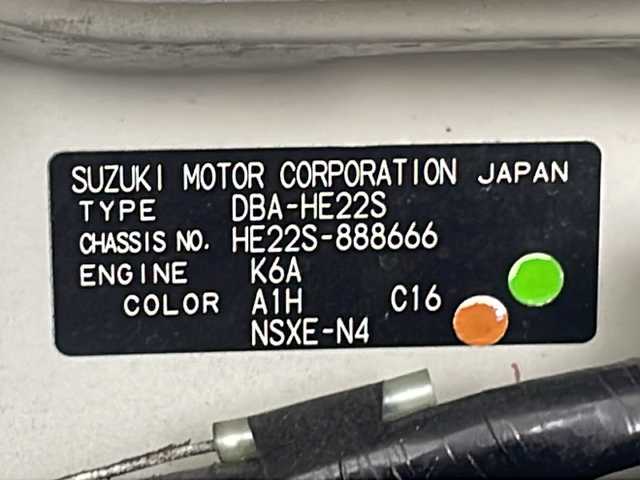 SUZUKI MOTOR CORPORATION JAPAN
TYPE DBA-HE22S
CHASSIS NO. HE22S-888666
ENGINE K6A
COLOR A1H C16
NSXE-N4